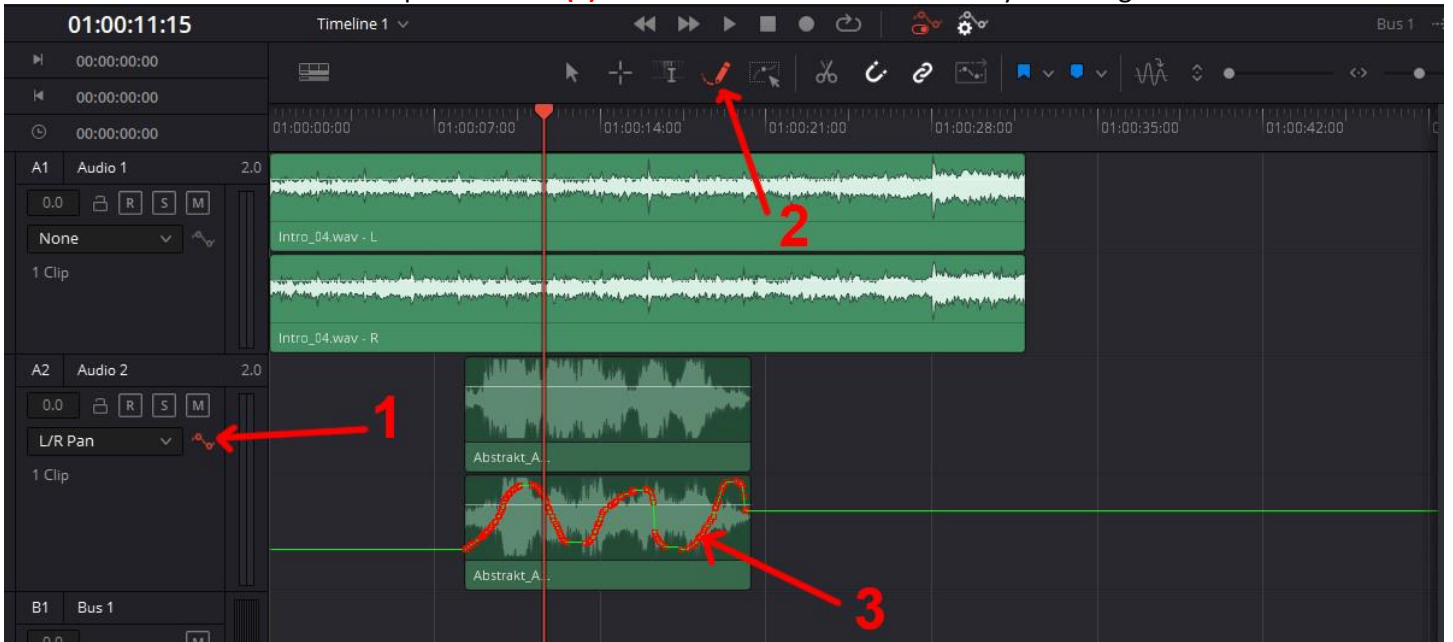 01:00:11:15 Timeline 1 Bus 1
00:00:00:00
00:00:00:00
00:00:00:00
01:00:00:00 01:00:07:00 01:00:14:00 01:00:21:00 01:00:28:00 01:00:35:00 01:00:42:00
A1 Audio 1 2.0
0.0 R S M
None
Intro_04.wav - L
1 Clip
Intro_04.wav - R
2
A2 Audio 2 2.0
0.0 R S M
L/R Pan
1
Abstrakt_A...
1 Clip
Abstrakt_A...
3
B1 Bus 1
0.0 M